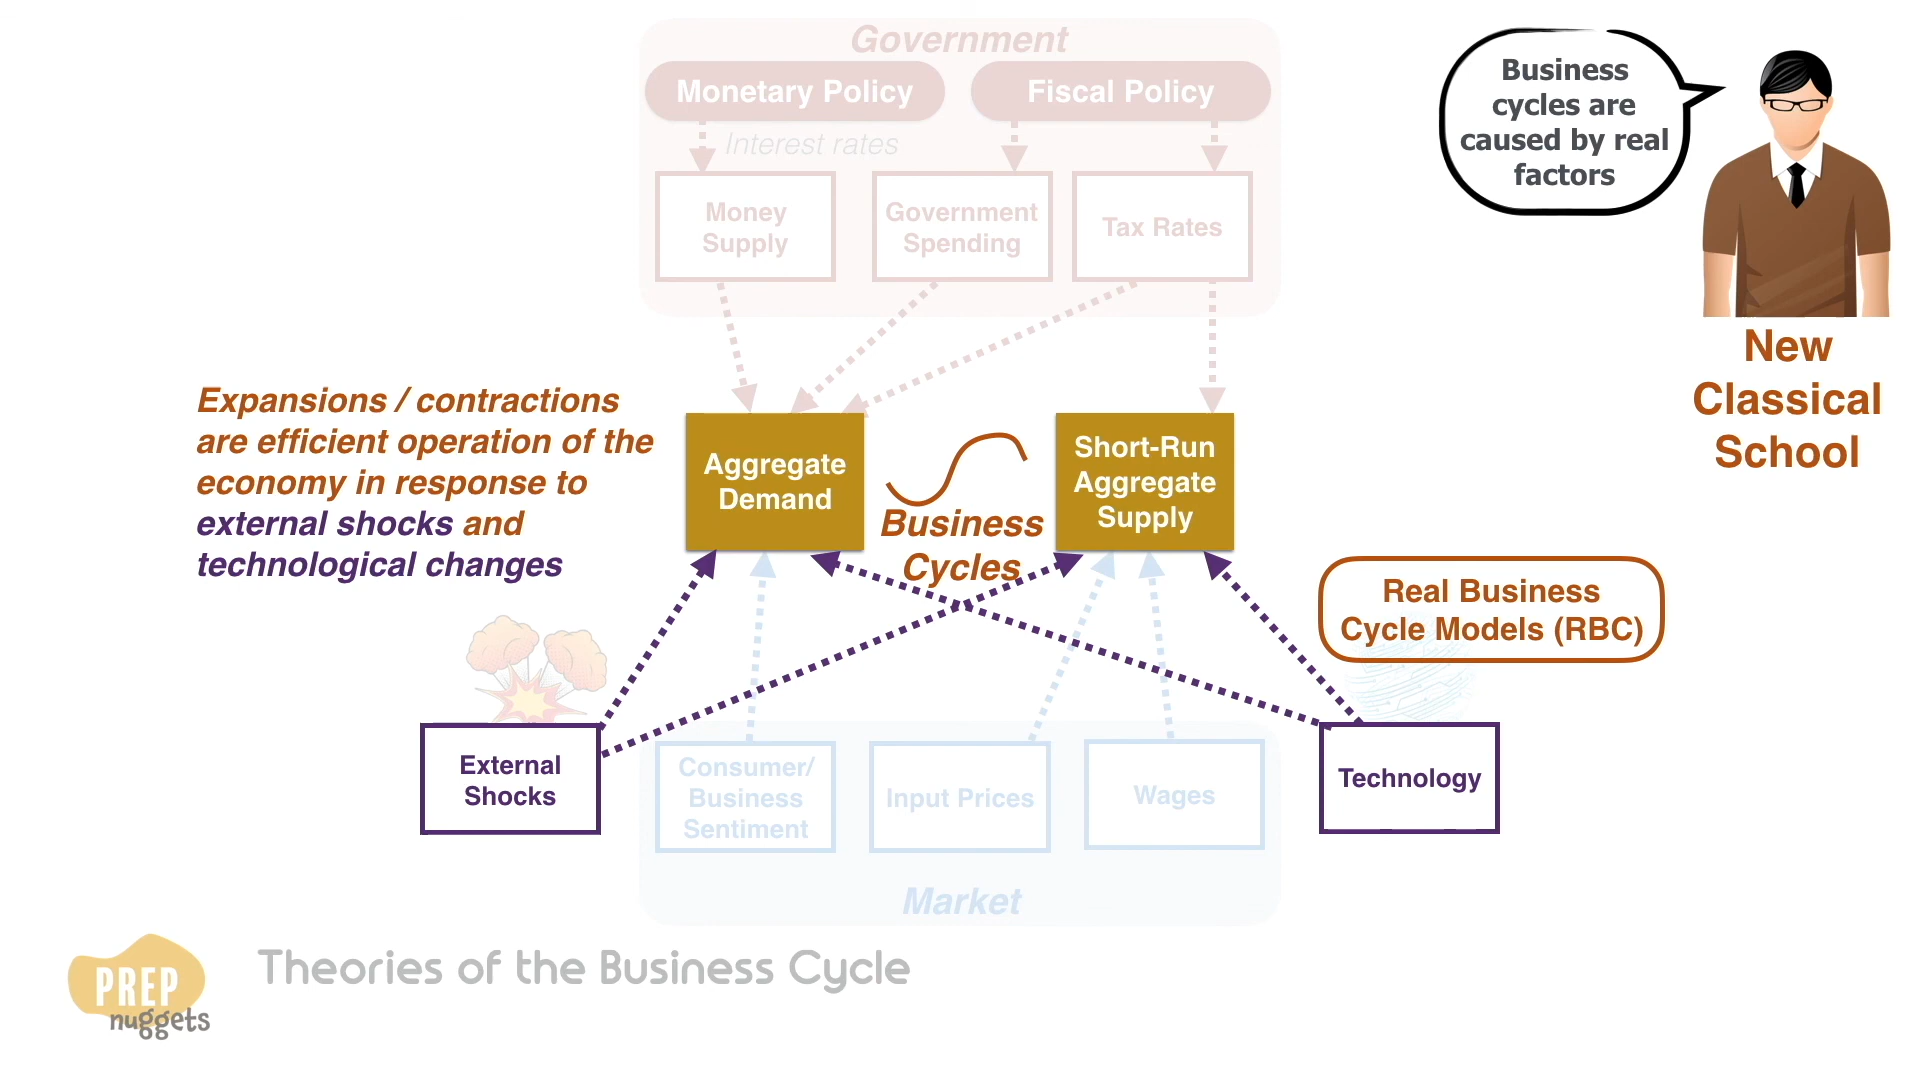 Government
Monetary Policy
Fiscal Policy
Interest rates
Money
Supply
Government
Spending
Tax Rates
Business
cycles are
caused by real
factors
New
Classical
School
Expansions / contractions
are efficient operation of the
economy in response to
external shocks and
technological changes
Aggregate
Demand
Business
Cycles
Short-Run
Aggregate
Supply
Real Business
Cycle Models (RBC)
External
Shocks
Consumer/
Business
Sentiment
Input Prices
Wages
Technology
Market
PREP
nuggets
Theories of the Business Cycle